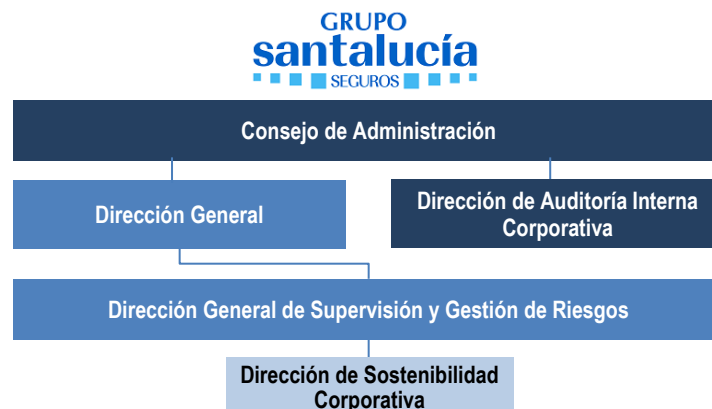 GRUPO
santalucía
SEGUROS
Consejo de Administración
Dirección General
Dirección de Auditoría Interna
Corporativa
Dirección General de Supervisión y Gestión de Riesgos
Dirección de Sostenibilidad
Corporativa